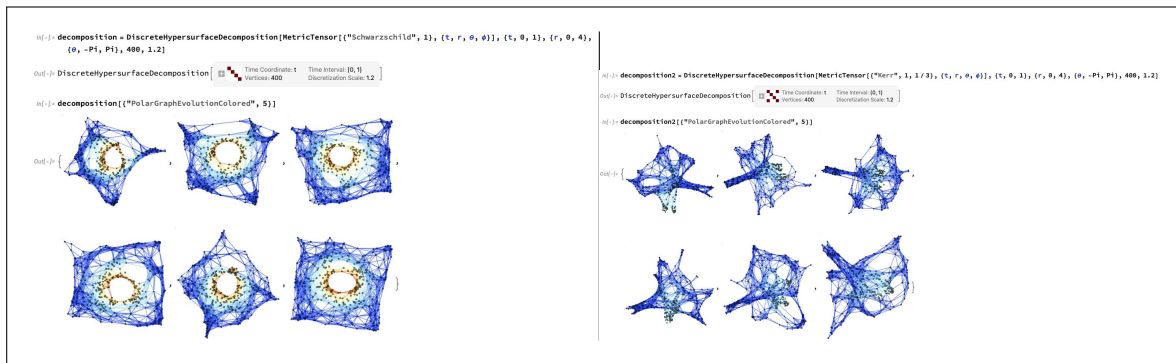 In[·]:= decomposition = DiscreteHypersurfaceDecomposition[MetricTensor[{"Schwarzschild", 1}, {t, r, θ, ϕ}], {t, 0, 1}, {r, 0, 4},
{θ, -Pi, Pi}, 400, 1.2]
Out[·]= DiscreteHypersurfaceDecomposition[ Time Coordinate: t Time Interval: {0, 1}
Vertices: 400 Discretization Scale: 1.2 ]
In[·]:= decomposition[{"PolarGraphEvolutionColored", 5}]
Out[·]= { , , ,
, , }
In[·]:= decomposition2 = DiscreteHypersurfaceDecomposition[MetricTensor[{"Kerr", 1, 1/3}, {t, r, θ, ϕ}], {t, 0, 1}, {r, 0, 4}, {θ, -Pi, Pi}, 400, 1.2]
Out[·]= DiscreteHypersurfaceDecomposition[ Time Coordinate: t Time Interval: {0, 1}
Vertices: 400 Discretization Scale: 1.2 ]
In[·]:= decomposition2[{"PolarGraphEvolutionColored", 5}]
Out[·]= { , , ,
, , }